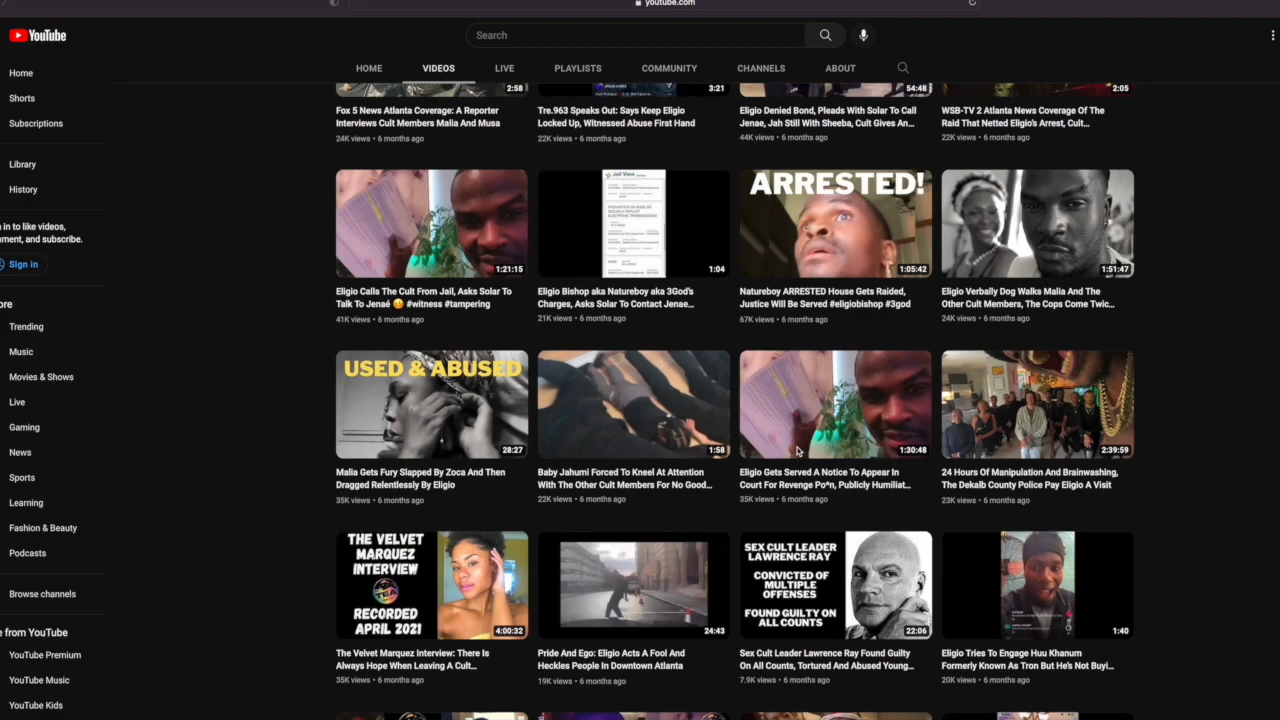 youtube.com
YouTube
Search
HOME
VIDEOS
LIVE
PLAYLISTS
COMMUNITY
CHANNELS
ABOUT
Home
Shorts
Subscriptions
Library
History
in to like videos,
ment, and subscribe.
Sign in
ore
Trending
Music
Movies & Shows
Live
Gaming
News
Sports
Learning
Fashion & Beauty
Podcasts
Browse channels
e from YouTube
YouTube Premium
YouTube Music
YouTube Kids
2:58
Fox 5 News Atlanta Coverage: A Reporter
Interviews Cult Members Malia And Musa
24K views • 6 months ago
3:21
Tre.963 Speaks Out: Says Keep Eligio
Locked Up, Witnessed Abuse First Hand
22K views • 6 months ago
54:48
Eligio Denied Bond, Pleads With Solar To Call
Jenae, Jah Still With Sheeba, Cult Gives An...
44K views • 6 months ago
2:05
WSB-TV 2 Atlanta News Coverage Of The
Raid That Netted Eligio's Arrest, Cult...
22K views • 6 months ago
1:21:15
Eligio Calls The Cult From Jail, Asks Solar To
Talk To Jenaé 😉 #witness #tampering
41K views • 6 months ago
Jail View
1:04
Eligio Bishop aka Natureboy aka 3God's
Charges, Asks Solar To Contact Jenae...
21K views • 6 months ago
ARRESTED!
1:05:42
Natureboy ARRESTED House Gets Raided,
Justice Will Be Served #eligiobishop #3god
67K views • 6 months ago
1:51:47
Eligio Verbally Dog Walks Malia And The
Other Cult Members, The Cops Come Twic...
24K views • 6 months ago
USED & ABUSED
28:27
Malia Gets Fury Slapped By Zoca And Then
Dragged Relentlessly By Eligio
35K views • 6 months ago
1:58
Baby Jahumi Forced To Kneel At Attention
With The Other Cult Members For No Good...
22K views • 6 months ago
1:30:48
Eligio Gets Served A Notice To Appear In
Court For Revenge Po*n, Publicly Humiliat...
35K views • 6 months ago
2:39:59
24 Hours Of Manipulation And Brainwashing,
The Dekalb County Police Pay Eligio A Visit
23K views • 6 months ago
THE VELVET
MARQUEZ
INTERVIEW
TEA
RECORDED
APRIL 2021
4:00:32
The Velvet Marquez Interview: There Is
Always Hope When Leaving A Cult...
35K views • 6 months ago
24:43
Pride And Ego: Eligio Acts A Fool And
Heckles People In Downtown Atlanta
19K views • 6 months ago
SEX CULT LEADER
LAWRENCE RAY
CONVICTED OF
MULTIPLE
OFFENSES
FOUND GUILTY ON
ALL COUNTS
22:06
Sex Cult Leader Lawrence Ray Found Guilty
On All Counts, Tortured And Abused Young...
7.9K views • 6 months ago
1:40
Eligio Tries To Engage Huu Khanum
Formerly Known As Tron But He's Not Buyi...
20K views • 6 months ago